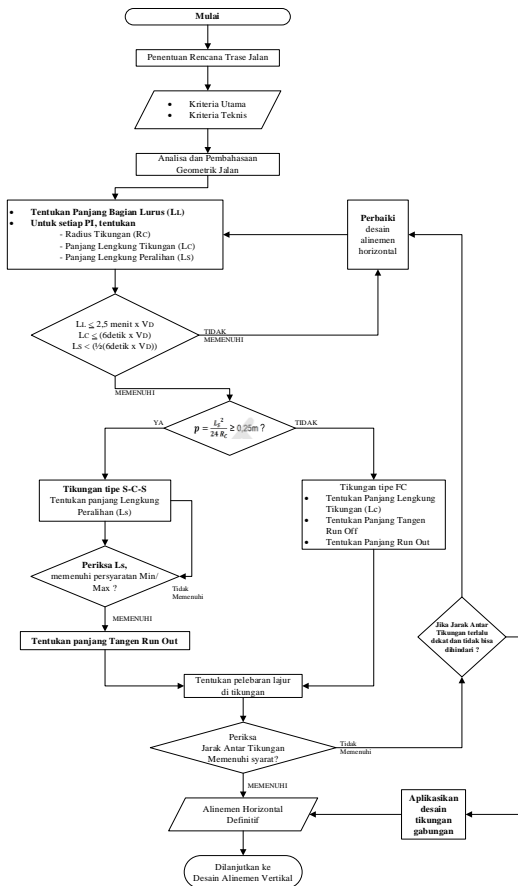 Mulai
Penentuan Rencana Trase Jalan
• Kriteria Utama
• Kriteria Teknis
Analisa dan Pembahasaan
Geometrik Jalan
• Tentukan Panjang Bagian Lurus (LL)
• Untuk setiap PI, tentukan
- Radius Tikungan (RC)
- Panjang Lengkung Tikungan (LC)
- Panjang Lengkung Peralihan (LS)
Perbaiki
desain
alinemen
horizontal
LL ≤ 2,5 menit x VD
LC ≤ (6detik x VD)
LS < (½(6detik x VD))
TIDAK
MEMENUHI
MEMENUHI
YA
p = Ls² / 24 Rc ≥ 0,25m ?
TIDAK
Tikungan tipe S-C-S
Tentukan panjang Lengkung
Peralihan (Ls)
Tikungan tipe FC
• Tentukan Panjang Lengkung
Tikungan (Lc)
• Tentukan Panjang Tangen
Run Off
• Tentukan Panjang Run Out
Periksa Ls,
memenuhi persyaratan Min/
Max ?
Tidak
Memenuhi
MEMENUHI
Tentukan panjang Tangen Run Out
Jika Jarak Antar
Tikungan terlalu
dekat dan tidak bisa
dihindari ?
Tentukan pelebaran lajur
di tikungan
Periksa
Jarak Antar Tikungan
Memenuhi syarat?
Tidak
Memenuhi
MEMENUHI
Alinemen Horizontal
Definitif
Aplikasikan
desain
tikungan
gabungan
Dilanjutkan ke
Desain Alinemen Vertikal